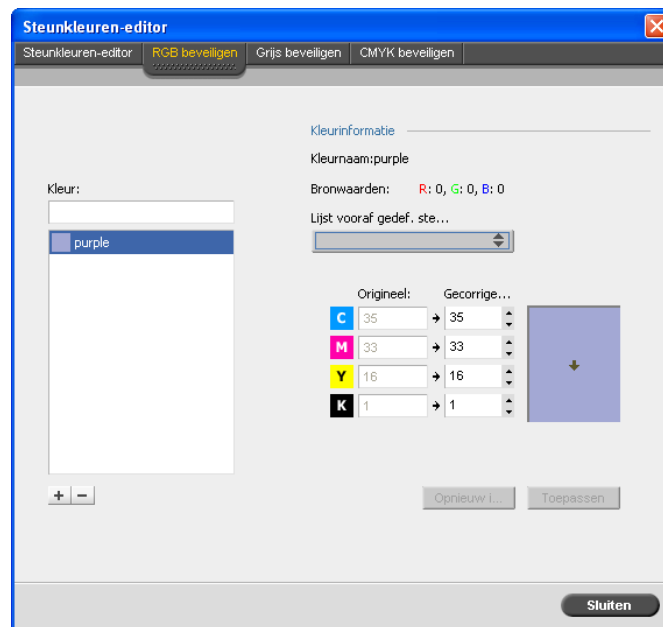 Steunkleuren-editor
Steunkleuren-editor RGB beveiligen Grijs beveiligen CMYK beveiligen
Kleurinformatie
Kleurnaam:purple
Kleur:
Bronwaarden: R: 0, G: 0, B: 0
Lijst vooraf gedef. ste...
purple
Origineel: Gecorrige...
C 35 35
M 33 33
Y 16 16
K 1 1
Opnieuw i... Toepassen
Sluiten